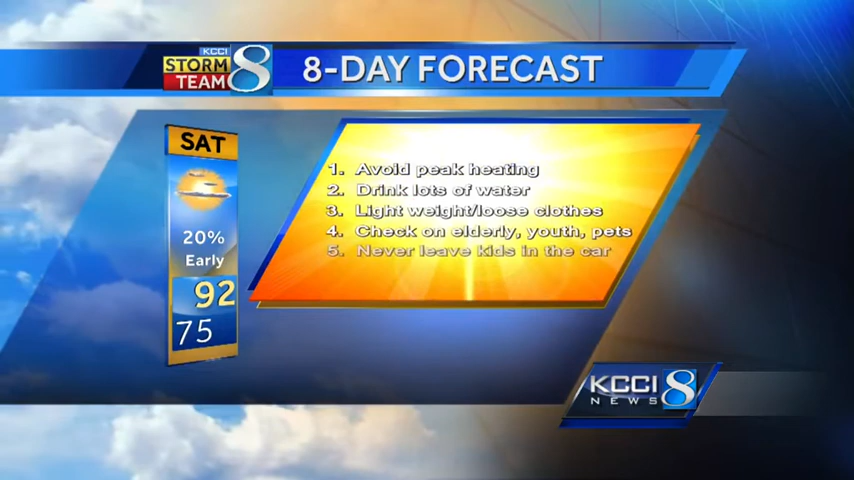 KCCI
STORM
TEAM
8
8-DAY FORECAST
SAT
20%
Early
92
75
1. Avoid peak heating
2. Drink lots of water
3. Light weight/loose clothes
4. Check on elderly, youth, pets
5. Never leave kids in the car
KCCI 8
NEWS